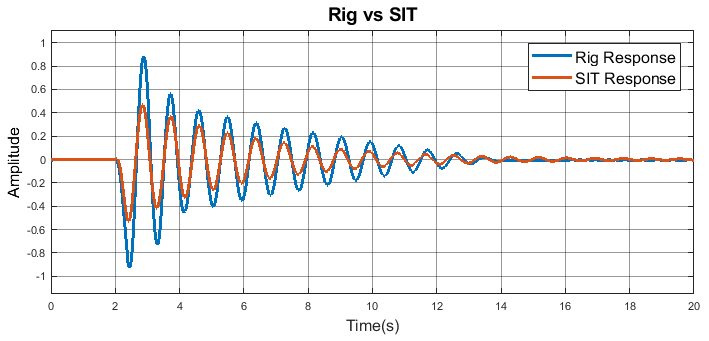 Rig vs SIT
Rig Response
SIT Response
Amplitude
1
0.8
0.6
0.4
0.2
0
-0.2
-0.4
-0.6
-0.8
-1
0 2 4 6 8 10 12 14 16 18 20
Time(s)